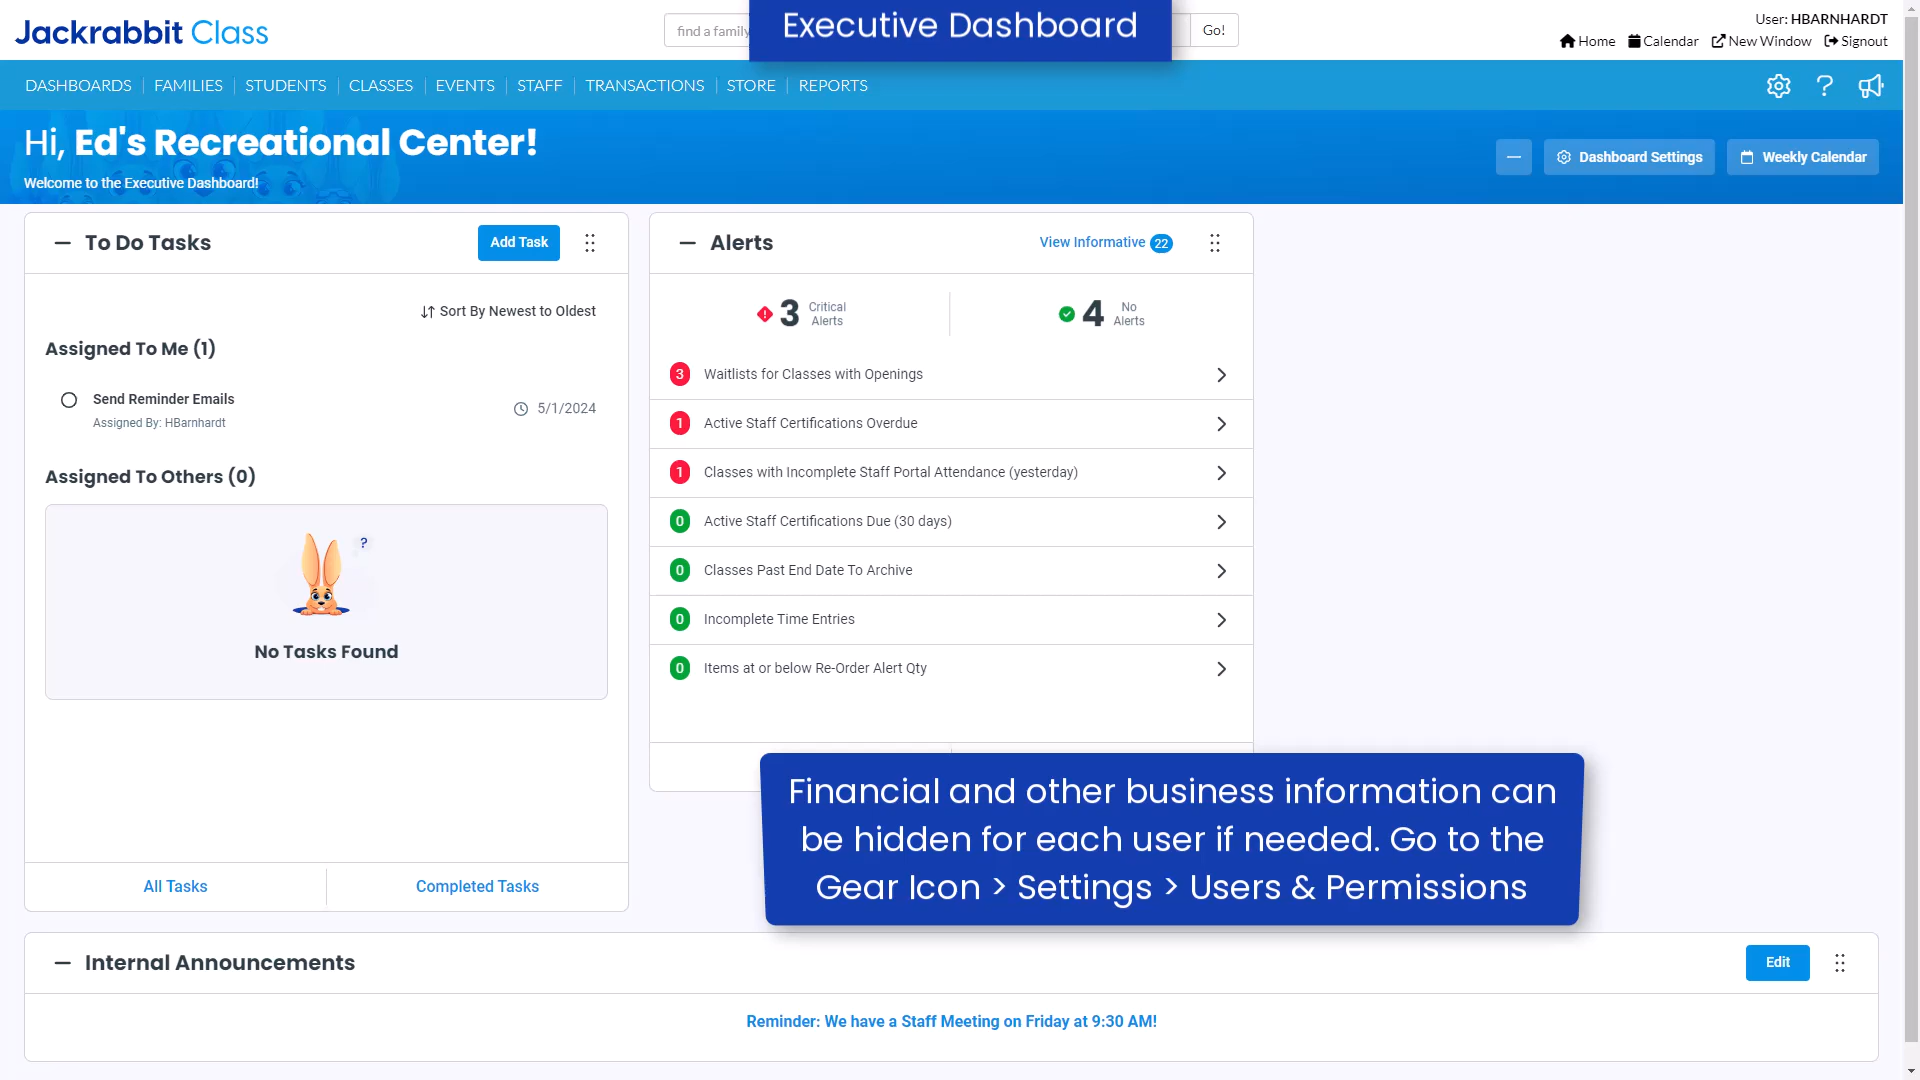 Jackrabbit Class
find a family
Executive Dashboard
Go!
User: HBARNHARDT
Home
Calendar
New Window
Signout
DASHBOARDS
FAMILIES
STUDENTS
CLASSES
EVENTS
STAFF
TRANSACTIONS
STORE
REPORTS
Hi, Ed's Recreational Center!
Welcome to the Executive Dashboard!
Dashboard Settings
Weekly Calendar
To Do Tasks
Add Task
Sort By Newest to Oldest
Assigned To Me (1)
Send Reminder Emails
Assigned By: HBarnhardt
5/1/2024
Assigned To Others (0)
?
No Tasks Found
All Tasks
Completed Tasks
Alerts
View Informative 22
3 Critical Alerts
4 No Alerts
3 Waitlists for Classes with Openings
1 Active Staff Certifications Overdue
1 Classes with Incomplete Staff Portal Attendance (yesterday)
0 Active Staff Certifications Due (30 days)
0 Classes Past End Date To Archive
0 Incomplete Time Entries
0 Items at or below Re-Order Alert Qty
Financial and other business information can
be hidden for each user if needed. Go to the
Gear Icon > Settings > Users & Permissions
Internal Announcements
Edit
Reminder: We have a Staff Meeting on Friday at 9:30 AM!